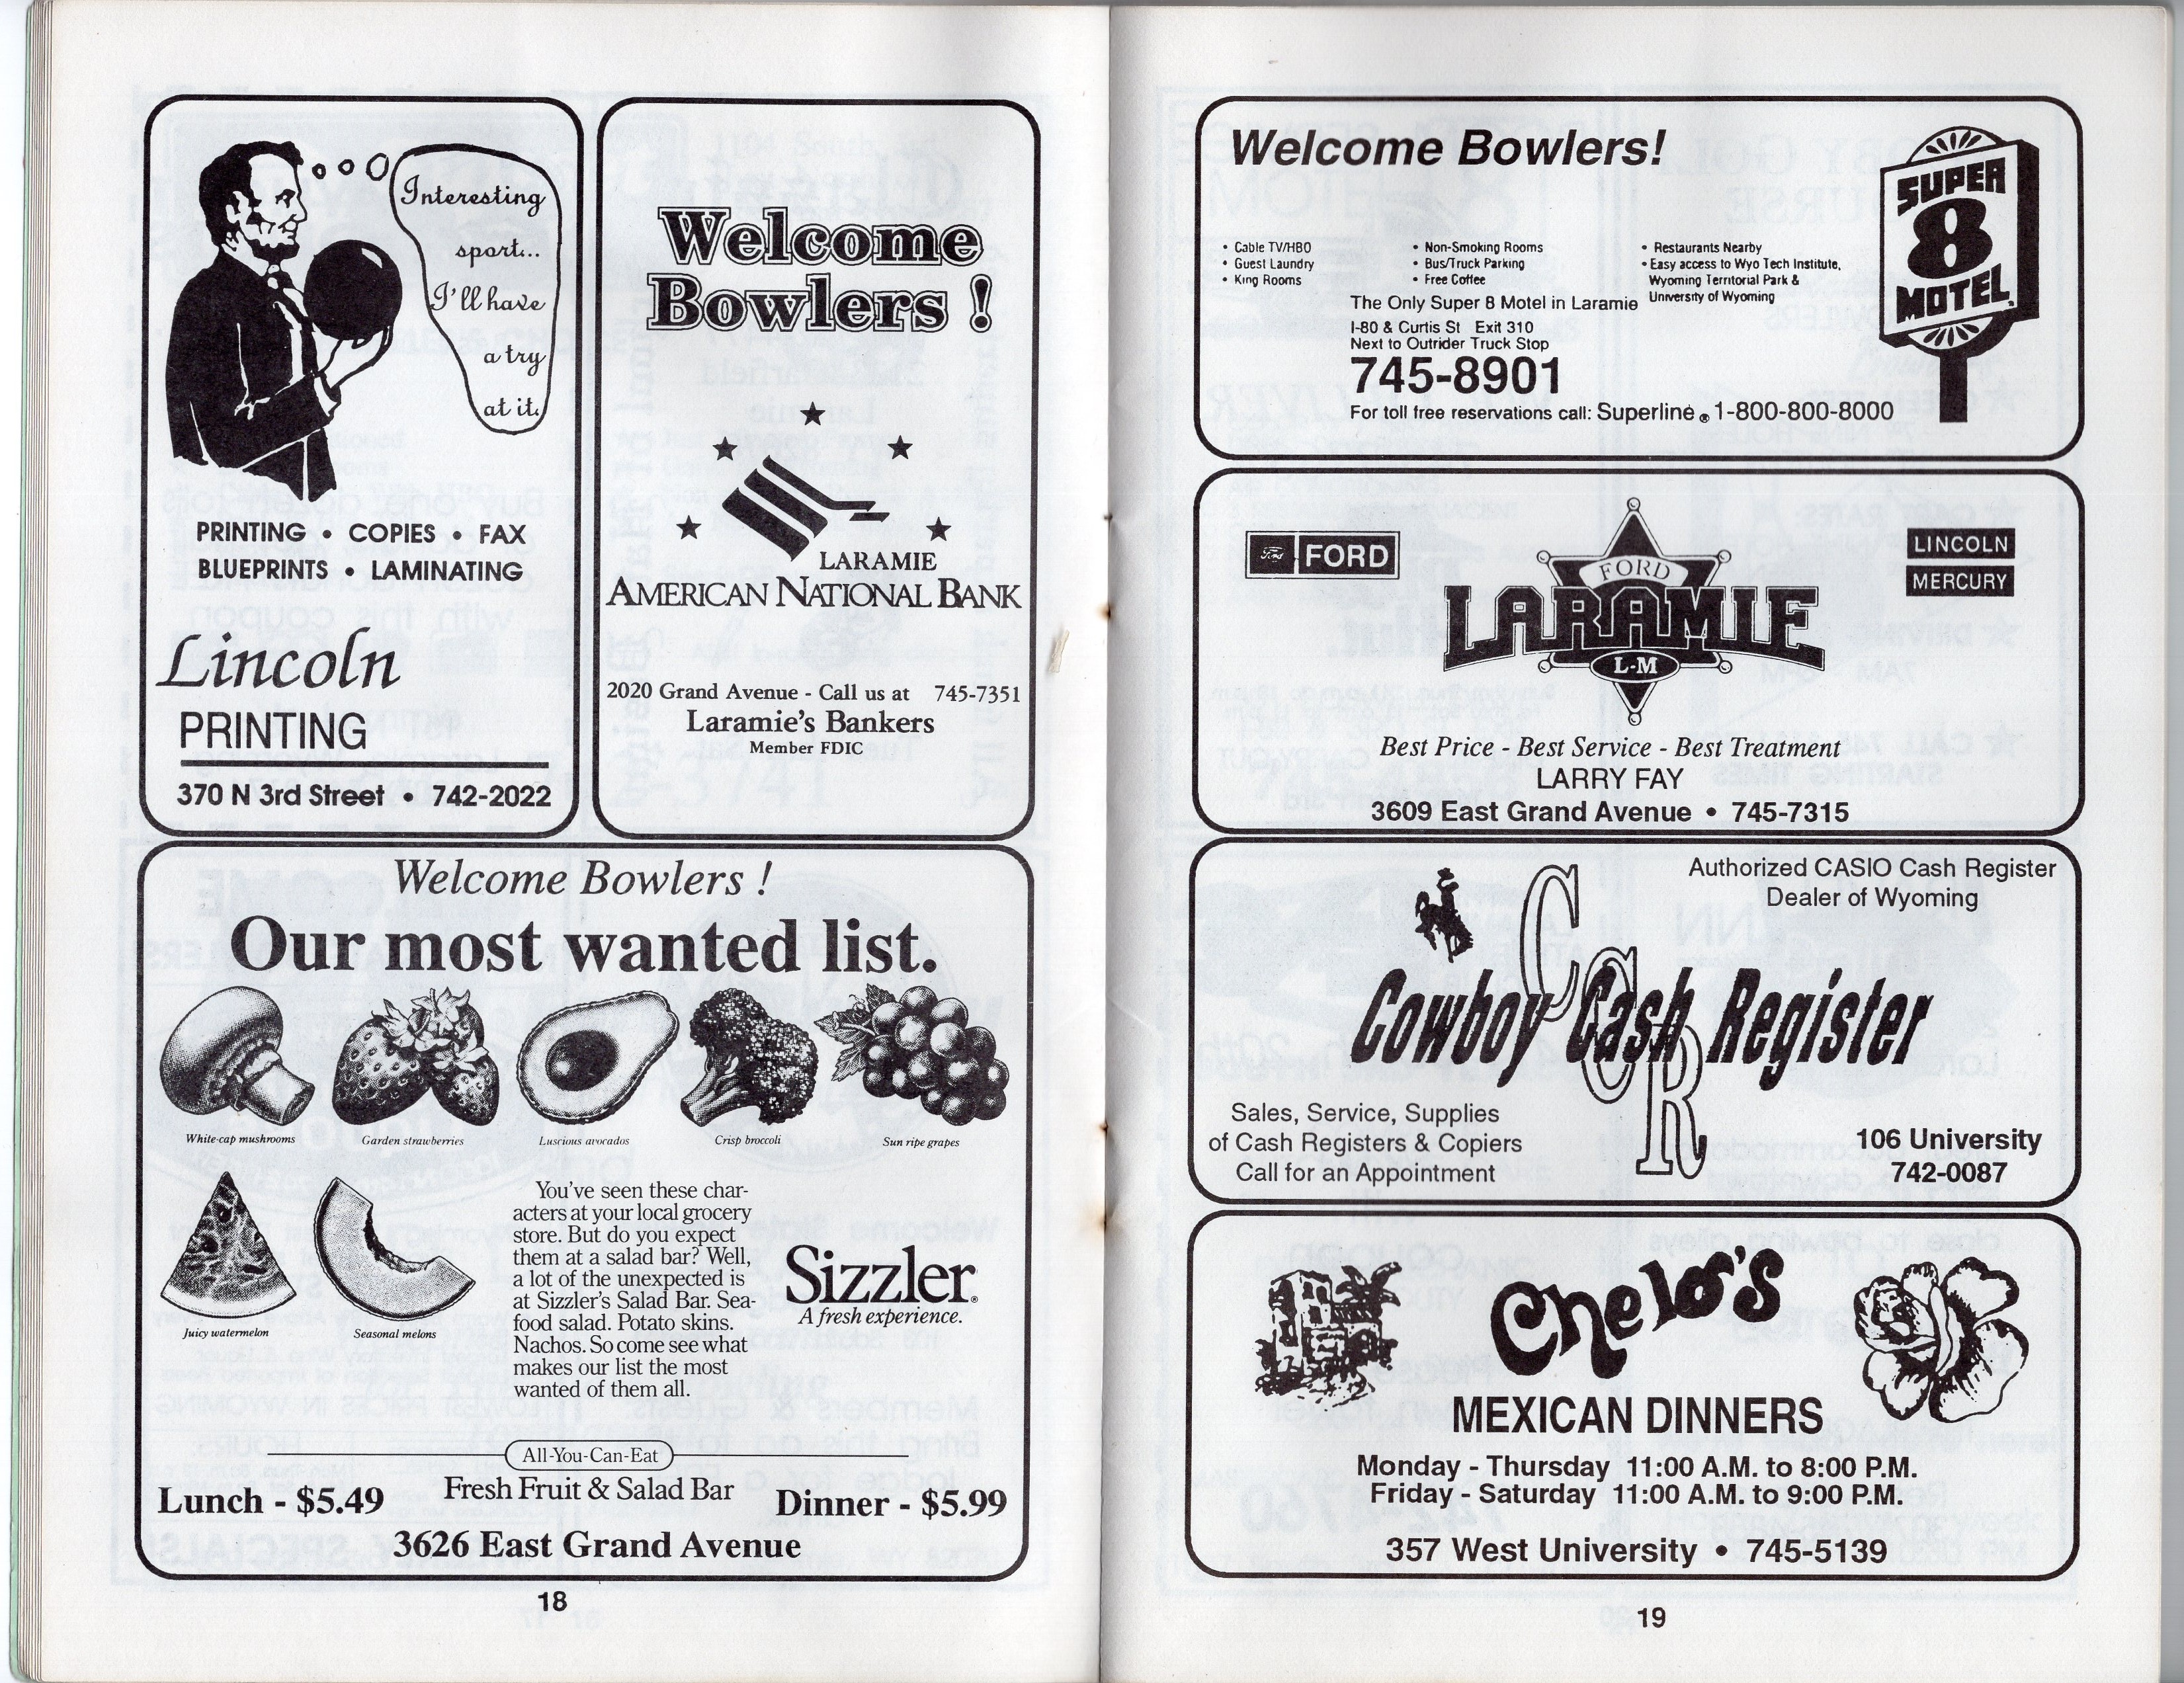 Interesting
sport...
I'll have
a try
at it.
PRINTING • COPIES • FAX
BLUEPRINTS • LAMINATING
Lincoln
PRINTING
370 N 3rd Street • 742-2022
Welcome
Bowlers !
LARAMIE
AMERICAN NATIONAL BANK
2020 Grand Avenue - Call us at 745-7351
Laramie's Bankers
Member FDIC
Welcome Bowlers !
Our most wanted list.
White-cap mushrooms
Garden strawberries
Luscious avocados
Crisp broccoli
Sun ripe grapes
Juicy watermelon
Seasonal melons
You've seen these char-
acters at your local grocery
store. But do you expect
them at a salad bar? Well,
a lot of the unexpected is
at Sizzler's Salad Bar. Sea-
food salad. Potato skins.
Nachos. So come see what
makes our list the most
wanted of them all.
Sizzler®
A fresh experience.
All-You-Can-Eat
Fresh Fruit & Salad Bar
Lunch - $5.49
Dinner - $5.99
3626 East Grand Avenue
18
Welcome Bowlers!
SUPER
8
MOTEL
• Cable TV/HBO
• Guest Laundry
• King Rooms
• Non-Smoking Rooms
• Bus/Truck Parking
• Free Coffee
• Restaurants Nearby
• Easy access to Wyo Tech Institute,
Wyoming Territorial Park &
University of Wyoming
The Only Super 8 Motel in Laramie
I-80 & Curtis St Exit 310
Next to Outrider Truck Stop
745-8901
For toll free reservations call: Superline ® 1-800-800-8000
Ford FORD
FORD
LARAMIE
L-M
LINCOLN
MERCURY
Best Price - Best Service - Best Treatment
LARRY FAY
3609 East Grand Avenue • 745-7315
Authorized CASIO Cash Register
Dealer of Wyoming
CCR
Cowboy Cash Register
Sales, Service, Supplies
of Cash Registers & Copiers
Call for an Appointment
106 University
742-0087
Chelo's
MEXICAN DINNERS
Monday - Thursday 11:00 A.M. to 8:00 P.M.
Friday - Saturday 11:00 A.M. to 9:00 P.M.
357 West University • 745-5139
19